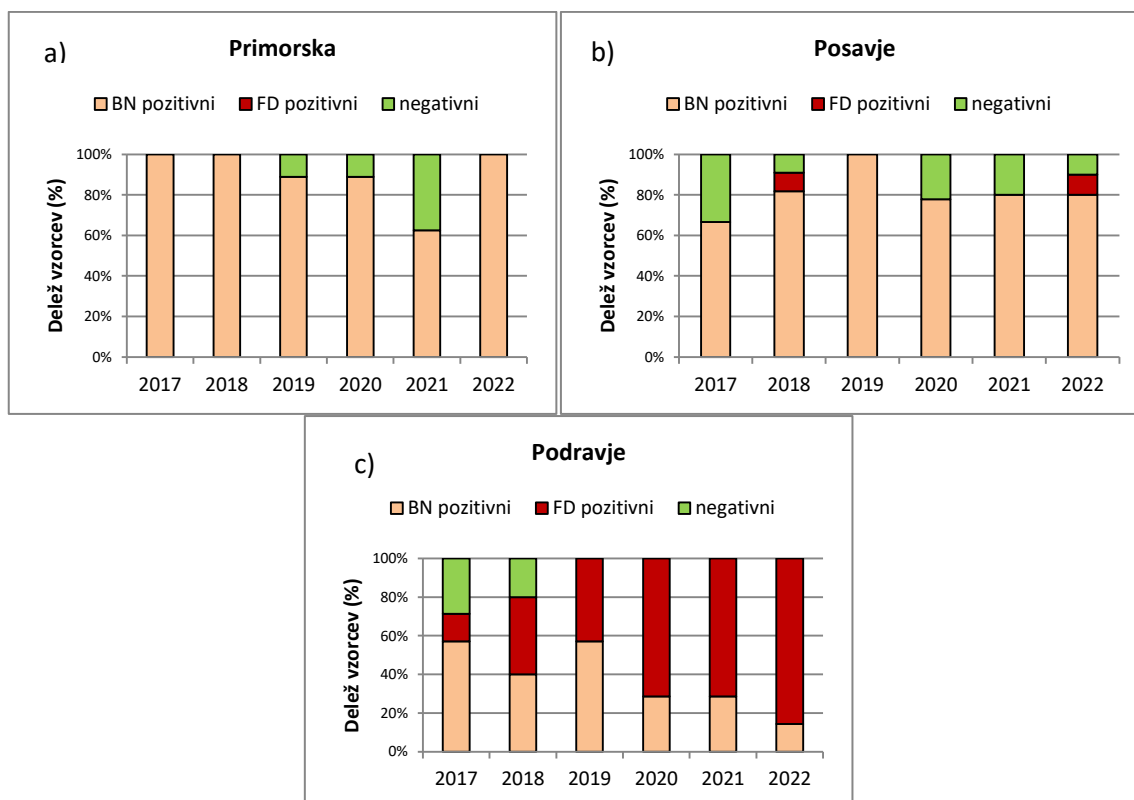 a)
Primorska
BN pozitivni FD pozitivni negativni
Delež vzorcev (%)
100%
80%
60%
40%
20%
0%
2017 2018 2019 2020 2021 2022
b)
Posavje
BN pozitivni FD pozitivni negativni
Delež vzorcev (%)
100%
80%
60%
40%
20%
0%
2017 2018 2019 2020 2021 2022
c)
Podravje
BN pozitivni FD pozitivni negativni
Delež vzorcev (%)
100%
80%
60%
40%
20%
0%
2017 2018 2019 2020 2021 2022